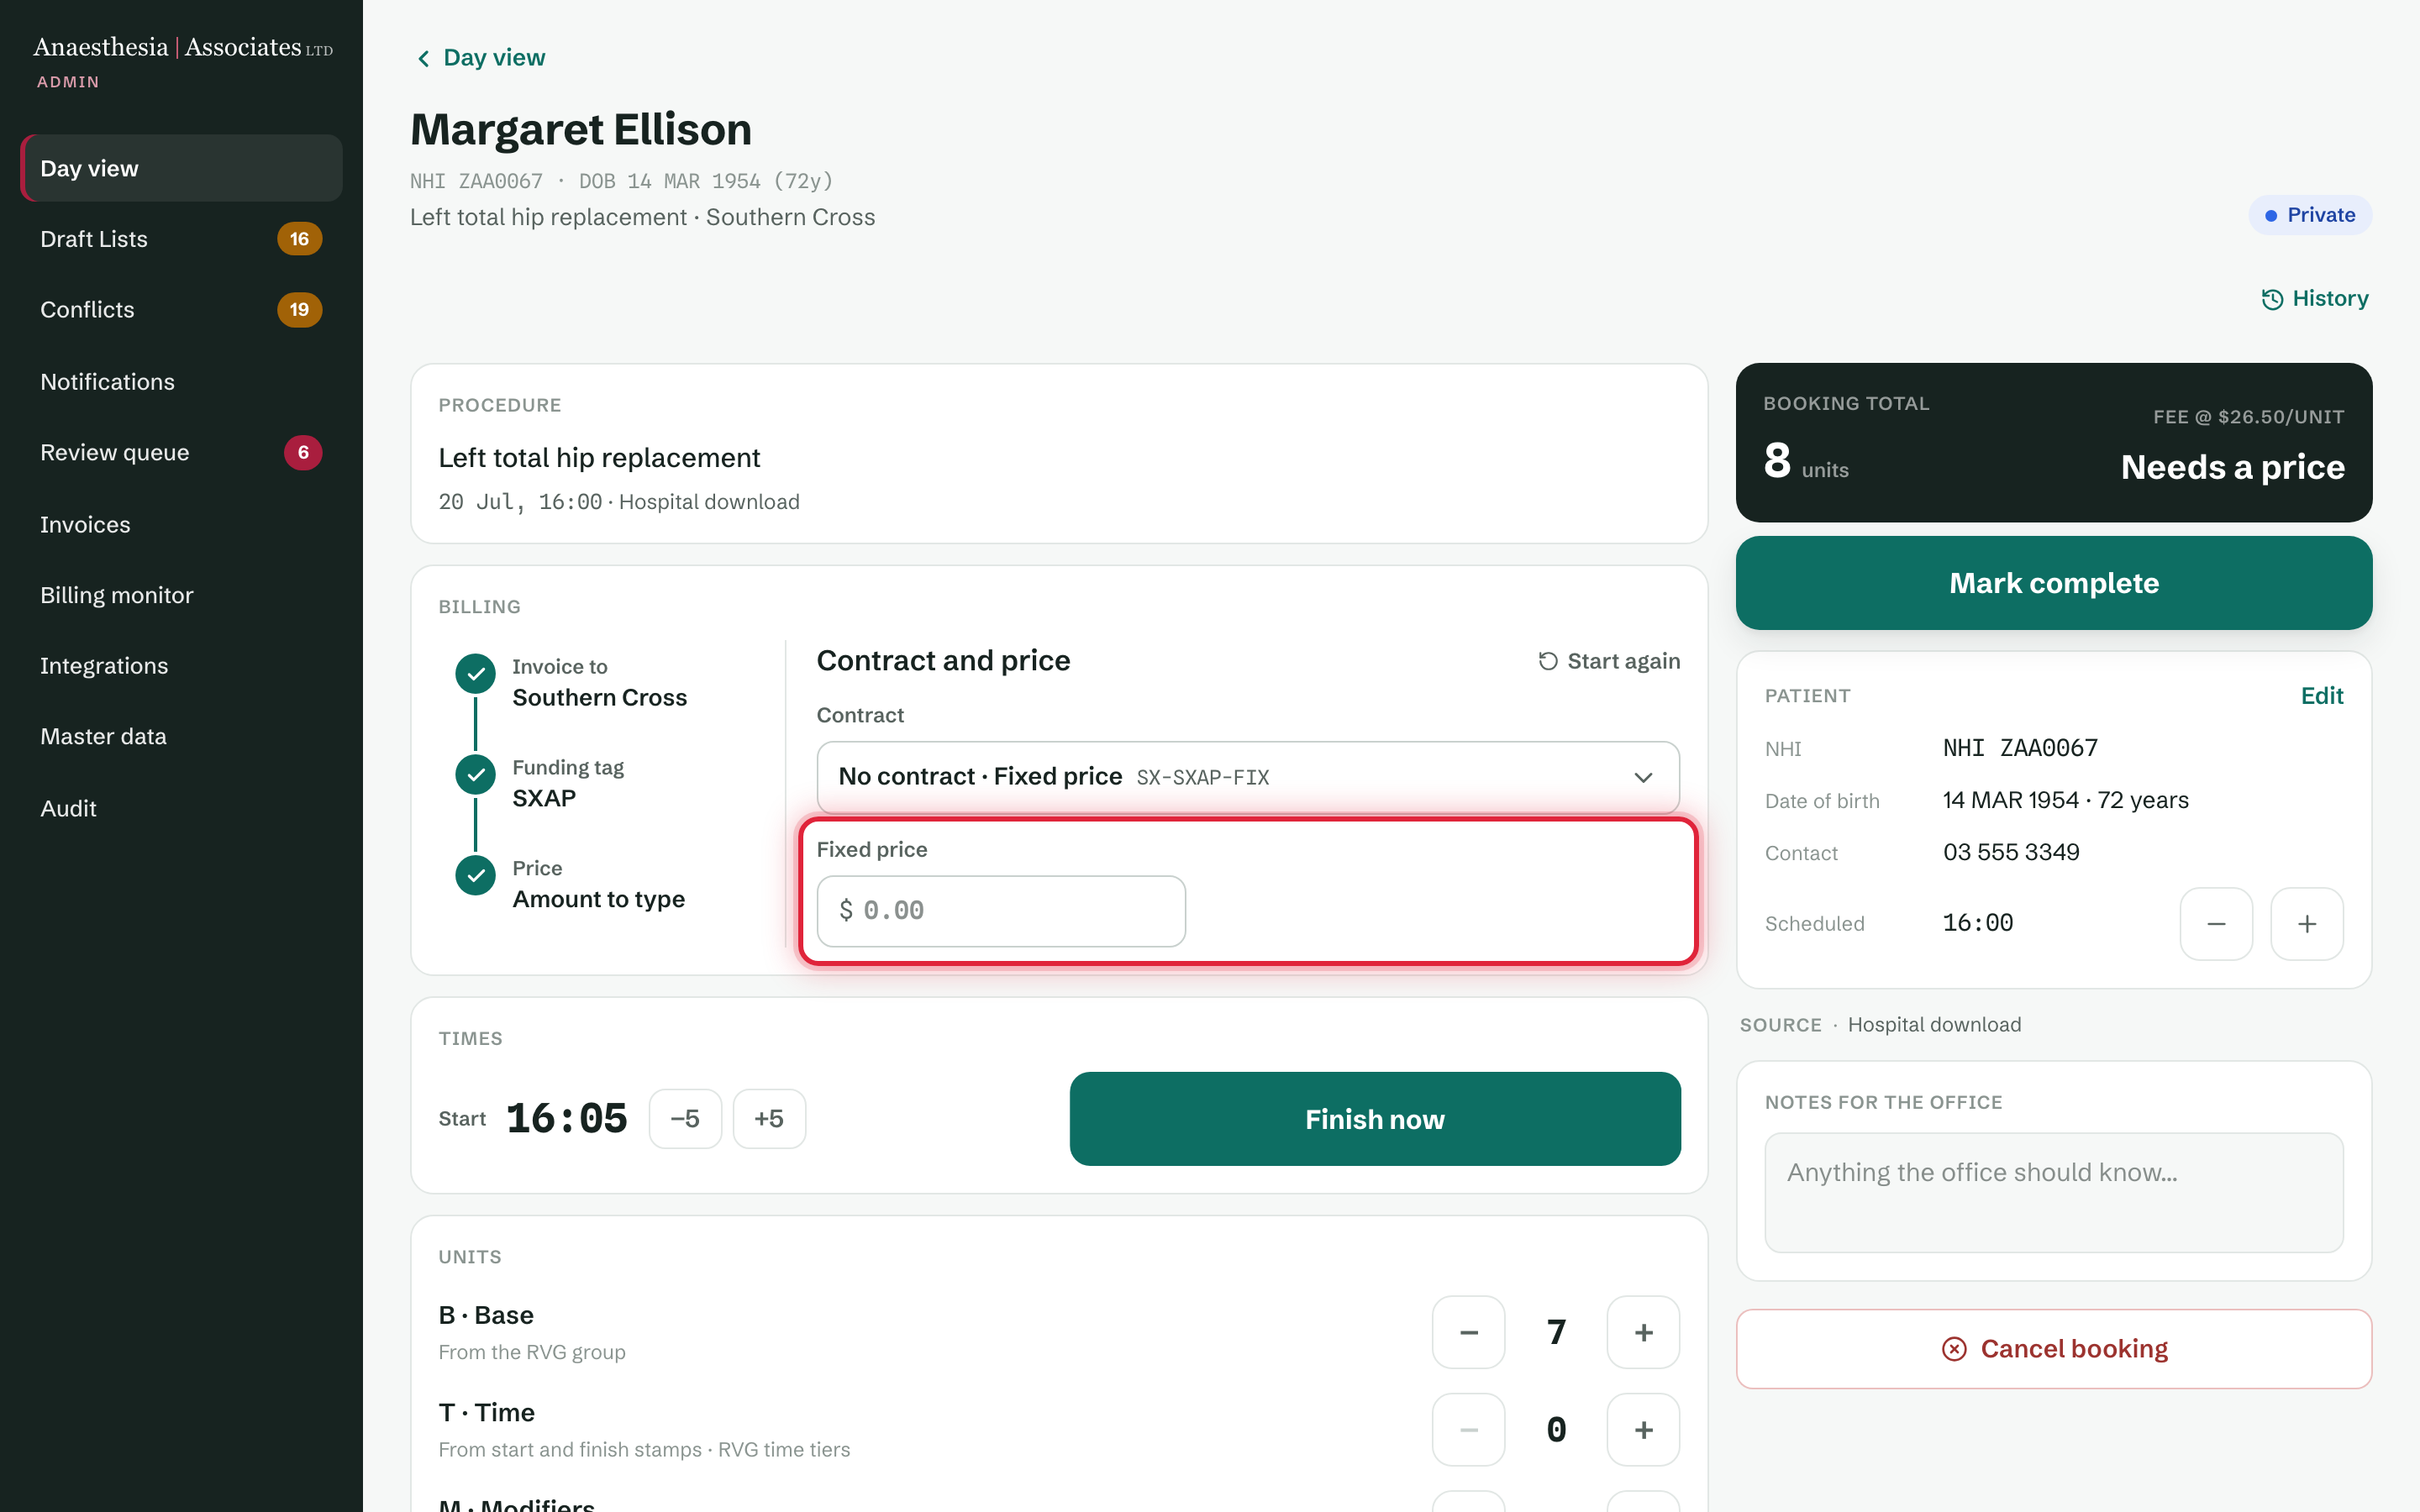 Anaesthesia | Associates LTD
ADMIN
Day view
Draft Lists 16
Conflicts 19
Notifications
Review queue 6
Invoices
Billing monitor
Integrations
Master data
Audit
Day view
Margaret Ellison
NHI ZAA0067 · DOB 14 MAR 1954 (72y)
Left total hip replacement · Southern Cross
Private
History
PROCEDURE
Left total hip replacement
20 Jul, 16:00 · Hospital download
BILLING
Invoice to
Southern Cross
Funding tag
SXAP
Price
Amount to type
Contract and price
Start again
Contract
No contract · Fixed price SX-SXAP-FIX
Fixed price
$ 0.00
TIMES
Start 16:05 −5 +5
Finish now
UNITS
B · Base
From the RVG group
− 7 +
T · Time
From start and finish stamps · RVG time tiers
− 0 +
M · Modifiers
BOOKING TOTAL
8 units
FEE @ $26.50/UNIT
Needs a price
Mark complete
PATIENT
Edit
NHI NHI ZAA0067
Date of birth 14 MAR 1954 · 72 years
Contact 03 555 3349
Scheduled 16:00 − +
SOURCE · Hospital download
NOTES FOR THE OFFICE
Anything the office should know...
Cancel booking